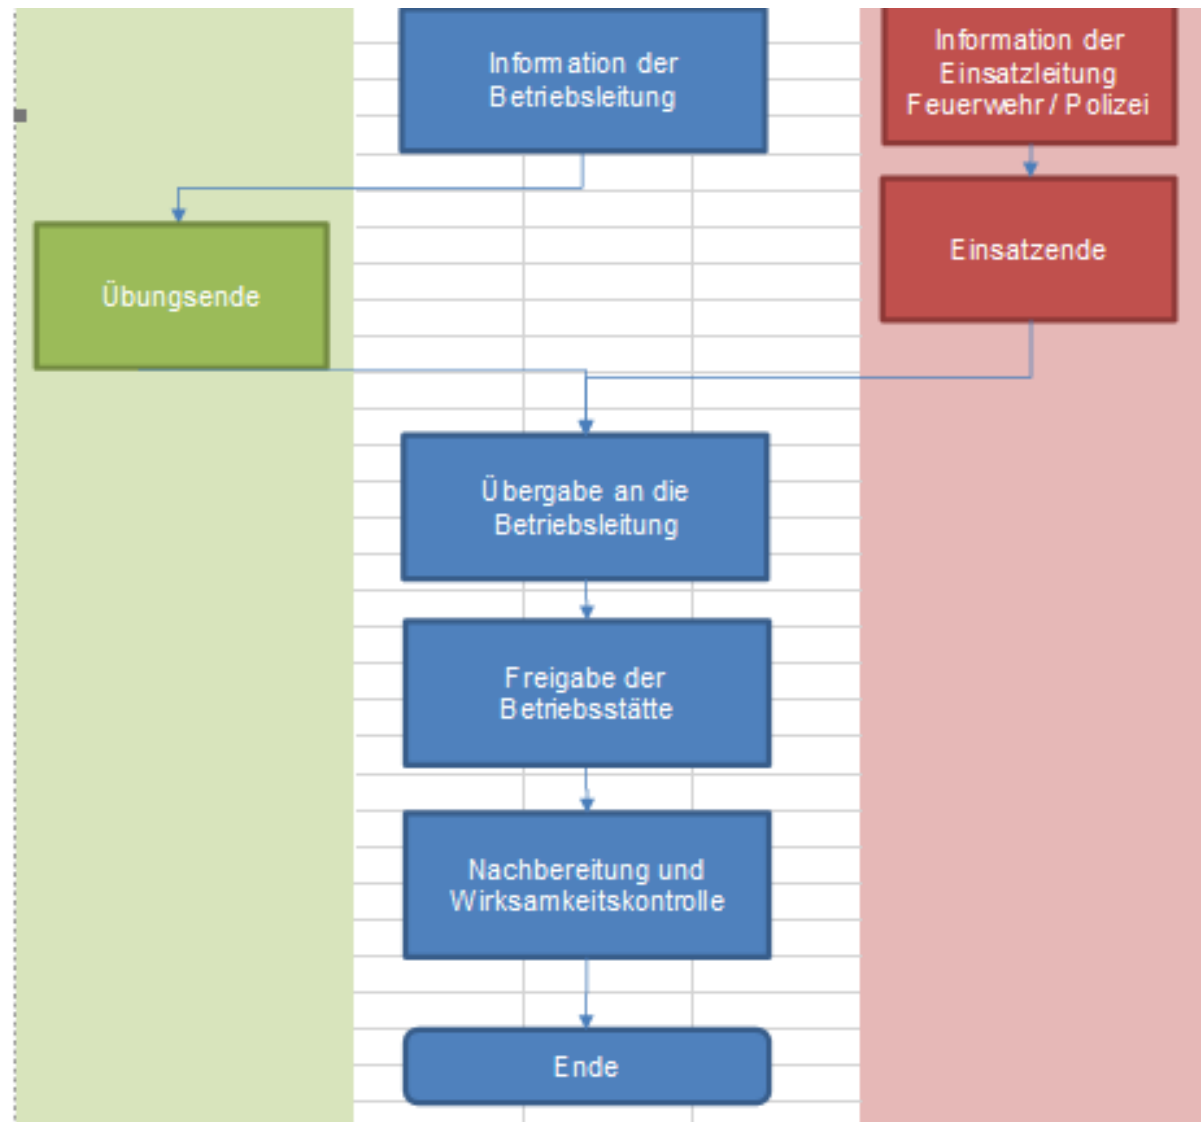 Information der
Betriebsleitung
Information der
Einsatzleitung
Feuerwehr / Polizei
Einsatzende
Übungsende
Übergabe an die
Betriebsleitung
Freigabe der
Betriebsstätte
Nachbereitung und
Wirksamkeitskontrolle
Ende